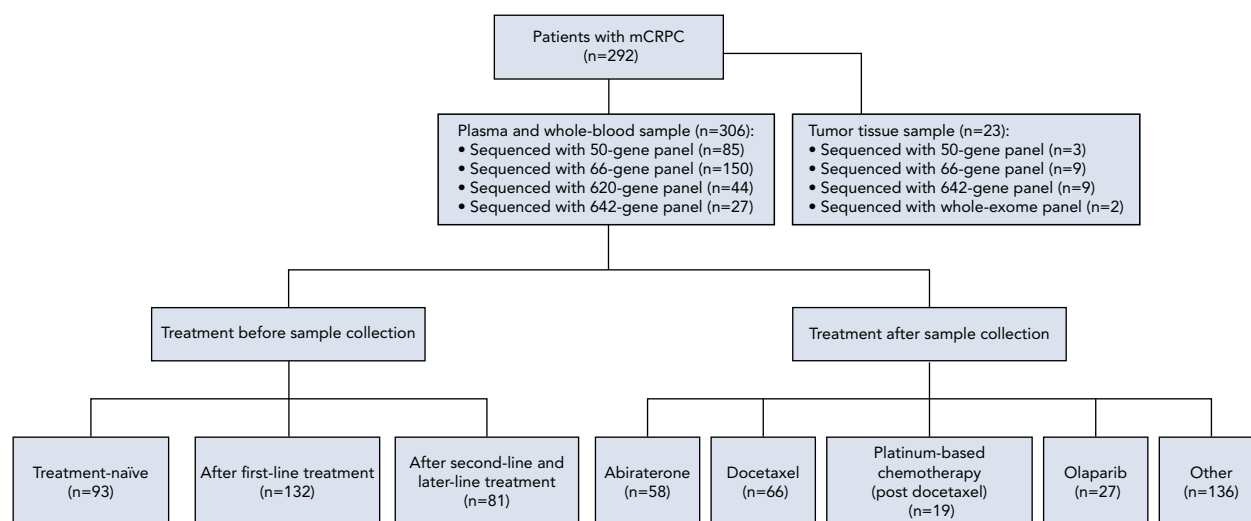 Patients with mCRPC
(n=292)
Plasma and whole-blood sample (n=306):
• Sequenced with 50-gene panel (n=85)
• Sequenced with 66-gene panel (n=150)
• Sequenced with 620-gene panel (n=44)
• Sequenced with 642-gene panel (n=27)
Tumor tissue sample (n=23):
• Sequenced with 50-gene panel (n=3)
• Sequenced with 66-gene panel (n=9)
• Sequenced with 642-gene panel (n=9)
• Sequenced with whole-exome panel (n=2)
Treatment before sample collection
Treatment after sample collection
Treatment-naïve
(n=93)
After first-line treatment
(n=132)
After second-line and
later-line treatment
(n=81)
Abiraterone
(n=58)
Docetaxel
(n=66)
Platinum-based
chemotherapy
(post docetaxel)
(n=19)
Olaparib
(n=27)
Other
(n=136)